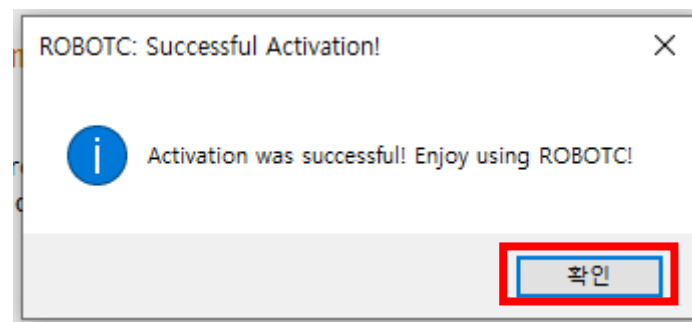 ROBOTC: Successful Activation!
Activation was successful! Enjoy using ROBOTC!
확인